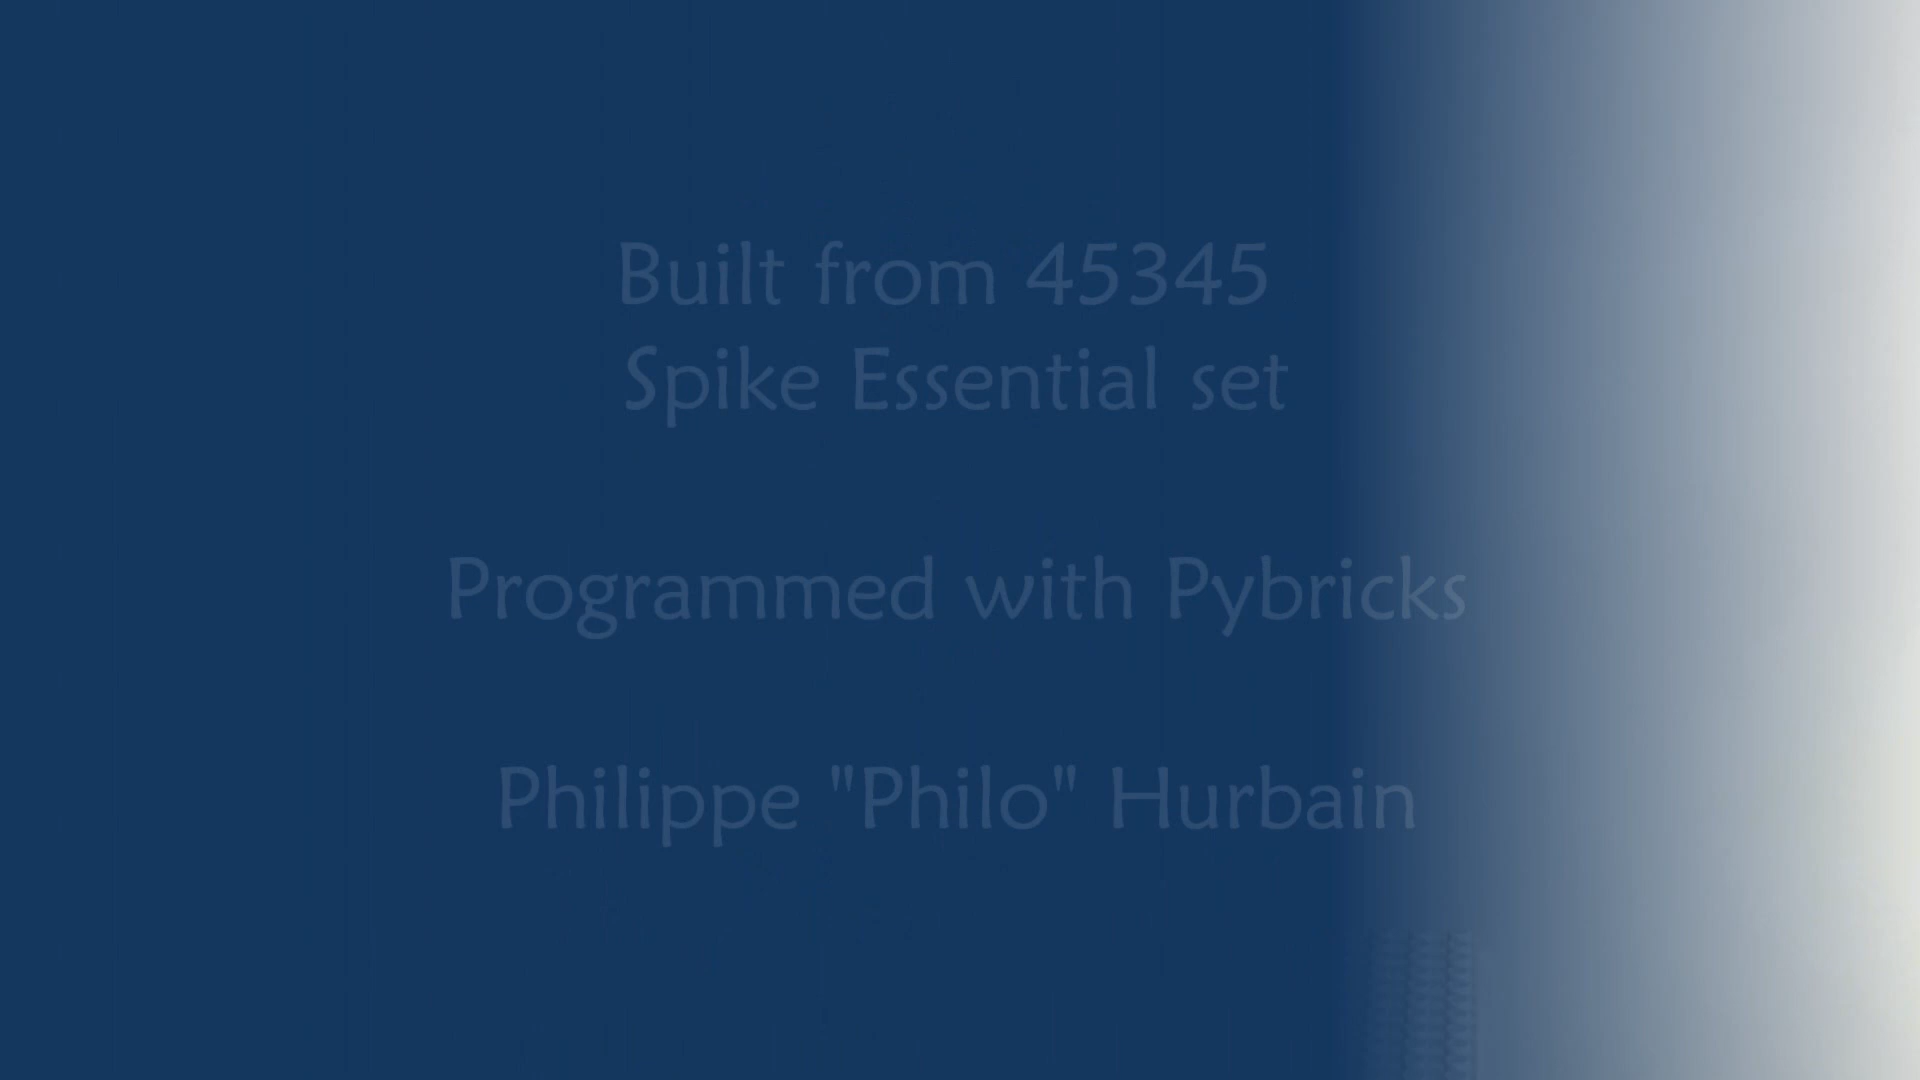 Built from 45345
Spike Essential set
Programmed with Pybricks
Philippe "Philo" Hurbain